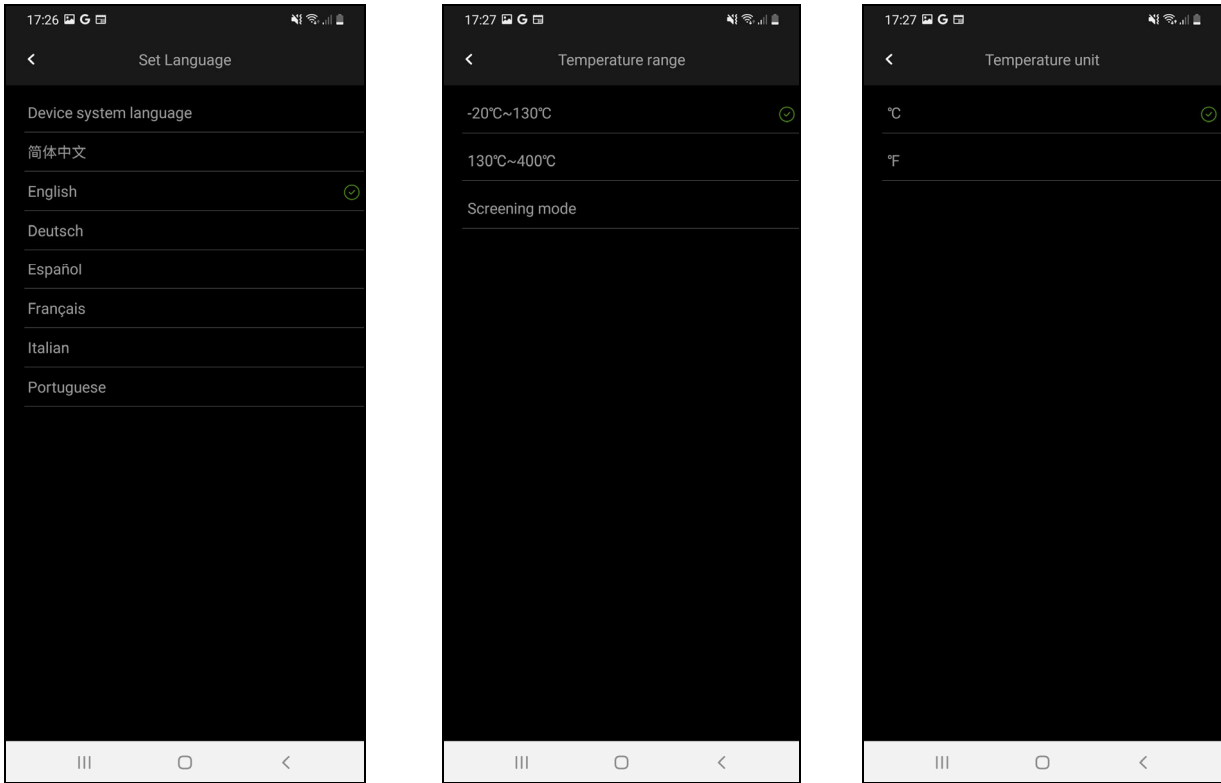 17:26 G
Set Language
Device system language
简体中文
English
Deutsch
Español
Français
Italian
Portuguese
17:27 G
Temperature range
-20℃~130℃
130℃~400℃
Screening mode
17:27 G
Temperature unit
℃
℉